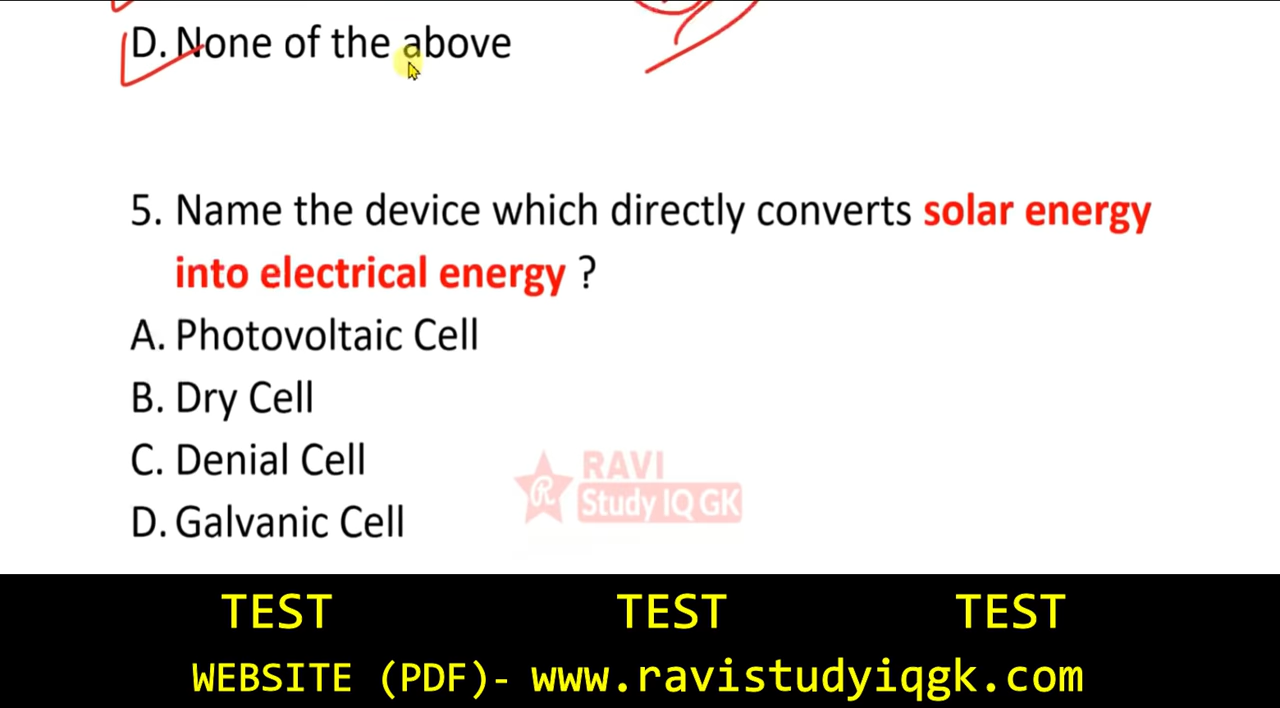 D. None of the above
5. Name the device which directly converts solar energy
into electrical energy ?
A. Photovoltaic Cell
B. Dry Cell
C. Denial Cell
D. Galvanic Cell
RAVI
R
Study IQ GK
TEST TEST TEST
WEBSITE (PDF)- www.ravistudyiqgk.com